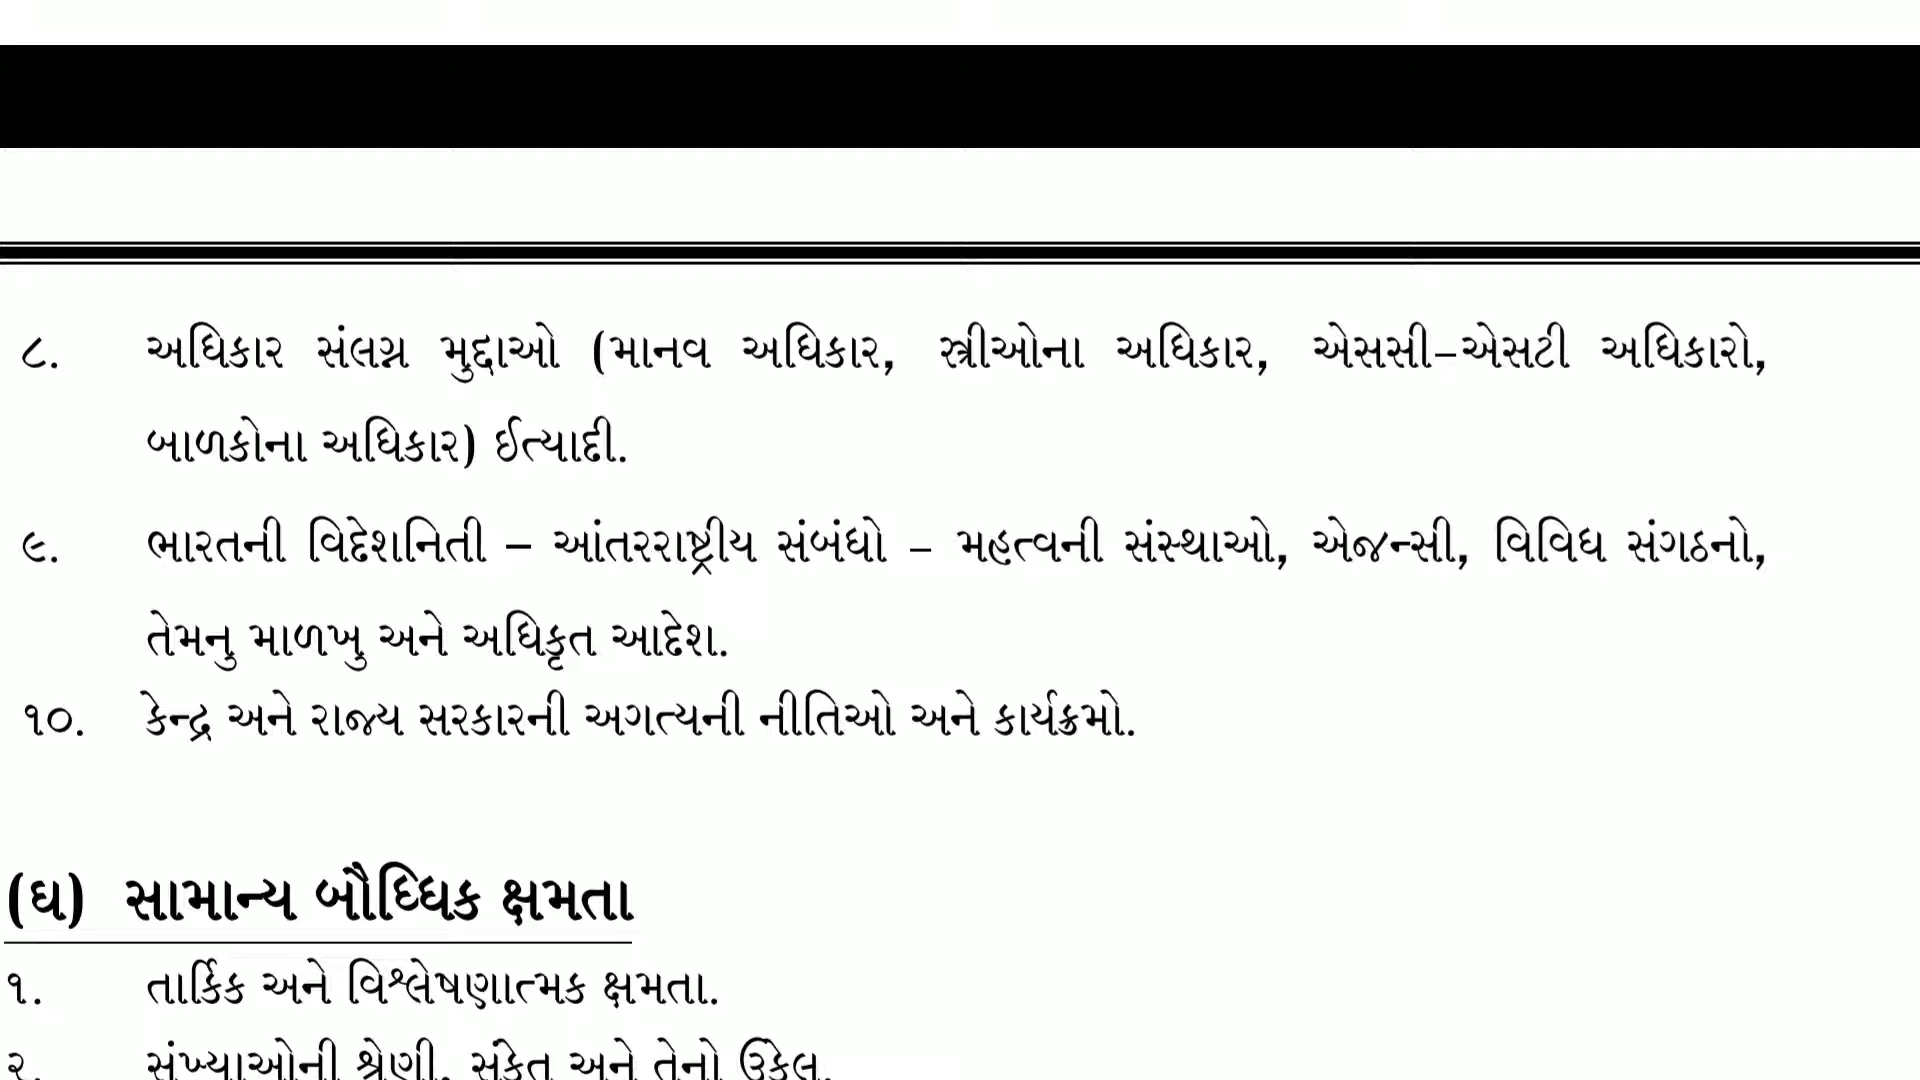 ૮. અધિકાર સંલગ્ન મુદ્દાઓ (માનવ અધિકાર, સ્ત્રીઓના અધિકાર, એસસી-એસટી અધિકારો,
બાળકોના અધિકાર) ઈત્યાદી.
૯. ભારતની વિદેશનિતી – આંતરરાષ્ટ્રીય સંબંધો – મહત્વની સંસ્થાઓ, એજન્સી, વિવિધ સંગઠનો,
તેમનુ માળખુ અને અધિકૃત આદેશ.
૧૦. કેન્દ્ર અને રાજ્ય સરકારની અગત્યની નીતિઓ અને કાર્યક્રમો.
(ઘ) સામાન્ય બૌધ્ધિક ક્ષમતા
૧. તાર્કિક અને વિશ્લેષણાત્મક ક્ષમતા.
૨. સંખ્યાઓની શ્રેણી, સંકેત અને તેનો ઉકેલ.